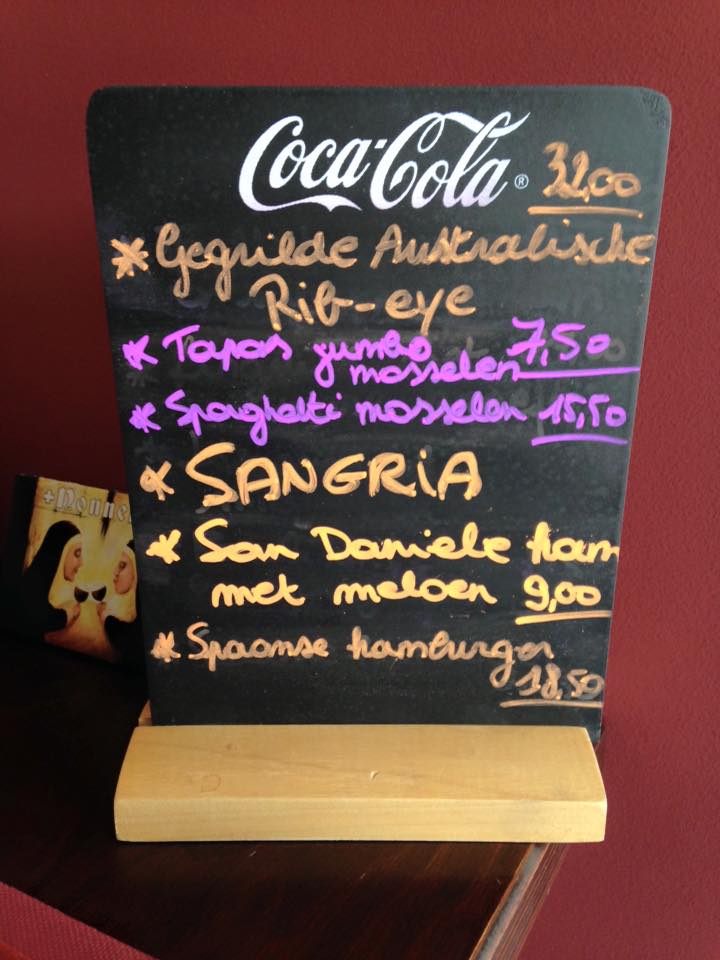 Coca-Cola ®
32,00
* Gegrilde Australische
Rib-eye
* Tapas jumbo 7,50
mosselen
* Spaghetti mosselen 15,50
* SANGRiA
* San Daniele ham
met meloen 9,00
* Spaanse hamburger
18,50
+Nonne